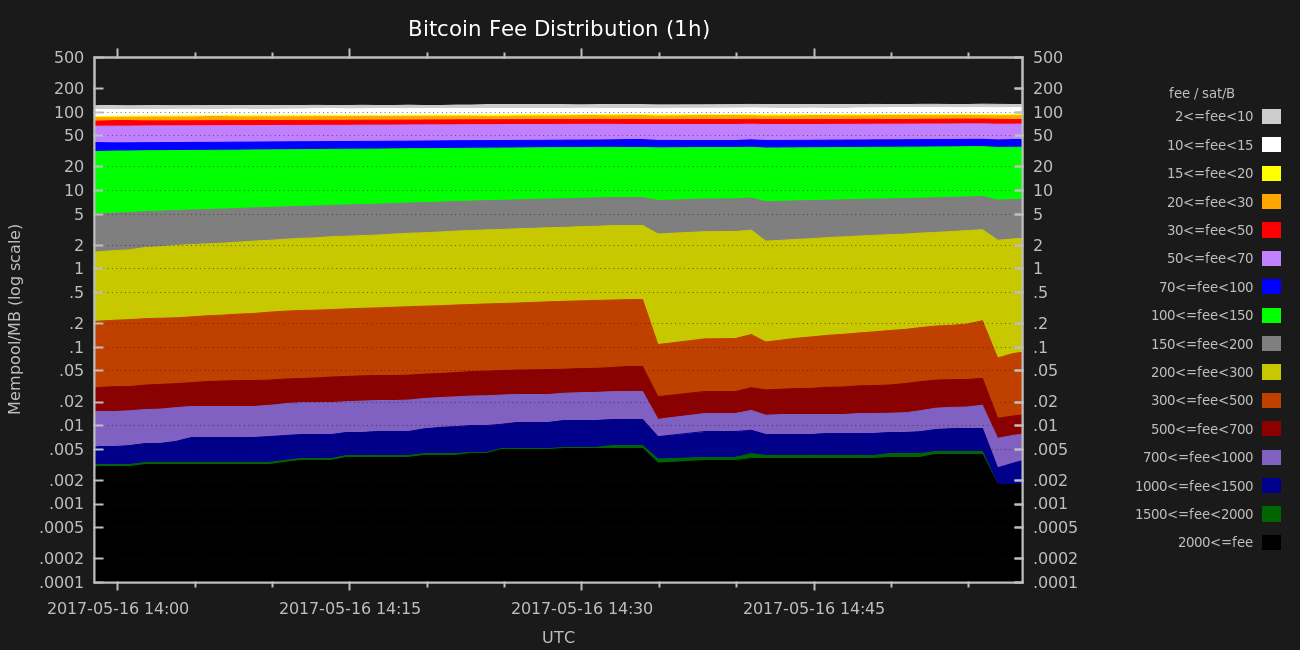 Bitcoin Fee Distribution (1h)
500
200
100
50
20
10
5
2
1
.5
.2
.1
.05
.02
.01
.005
.002
.001
.0005
.0002
.0001
Mempool/MB (log scale)
500
200
100
50
20
10
5
2
1
.5
.2
.1
.05
.02
.01
.005
.002
.001
.0005
.0002
.0001
2017-05-16 14:00
2017-05-16 14:15
2017-05-16 14:30
2017-05-16 14:45
UTC
fee / sat/B
2<=fee<10
10<=fee<15
15<=fee<20
20<=fee<30
30<=fee<50
50<=fee<70
70<=fee<100
100<=fee<150
150<=fee<200
200<=fee<300
300<=fee<500
500<=fee<700
700<=fee<1000
1000<=fee<1500
1500<=fee<2000
2000<=fee